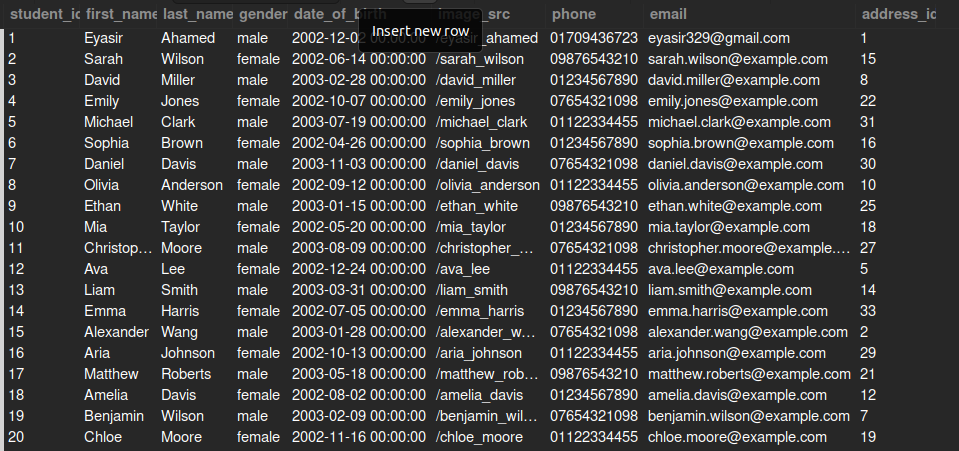 student_id first_name last_name gender date_of_birth image_src phone email address_id
Insert new row
1 Eyasir Ahamed male 2002-12-02 /eyasir_ahamed 01709436723 eyasir329@gmail.com 1
2 Sarah Wilson female 2002-06-14 00:00:00 /sarah_wilson 09876543210 sarah.wilson@example.com 15
3 David Miller male 2003-02-28 00:00:00 /david_miller 01234567890 david.miller@example.com 8
4 Emily Jones female 2002-10-07 00:00:00 /emily_jones 07654321098 emily.jones@example.com 22
5 Michael Clark male 2003-07-19 00:00:00 /michael_clark 01122334455 michael.clark@example.com 31
6 Sophia Brown female 2002-04-26 00:00:00 /sophia_brown 01234567890 sophia.brown@example.com 16
7 Daniel Davis male 2003-11-03 00:00:00 /daniel_davis 07654321098 daniel.davis@example.com 30
8 Olivia Anderson female 2002-09-12 00:00:00 /olivia_anderson 01122334455 olivia.anderson@example.com 10
9 Ethan White male 2003-01-15 00:00:00 /ethan_white 09876543210 ethan.white@example.com 25
10 Mia Taylor female 2002-05-20 00:00:00 /mia_taylor 01234567890 mia.taylor@example.com 18
11 Christop... Moore male 2003-08-09 00:00:00 /christopher_... 07654321098 christopher.moore@example.... 27
12 Ava Lee female 2002-12-24 00:00:00 /ava_lee 01122334455 ava.lee@example.com 5
13 Liam Smith male 2003-03-31 00:00:00 /liam_smith 09876543210 liam.smith@example.com 14
14 Emma Harris female 2002-07-05 00:00:00 /emma_harris 01234567890 emma.harris@example.com 33
15 Alexander Wang male 2003-01-28 00:00:00 /alexander_w... 07654321098 alexander.wang@example.com 2
16 Aria Johnson female 2002-10-13 00:00:00 /aria_johnson 01122334455 aria.johnson@example.com 29
17 Matthew Roberts male 2003-05-18 00:00:00 /matthew_rob... 09876543210 matthew.roberts@example.com 21
18 Amelia Davis female 2002-08-02 00:00:00 /amelia_davis 01234567890 amelia.davis@example.com 12
19 Benjamin Wilson male 2003-02-09 00:00:00 /benjamin_wil... 07654321098 benjamin.wilson@example.com 7
20 Chloe Moore female 2002-11-16 00:00:00 /chloe_moore 01122334455 chloe.moore@example.com 19